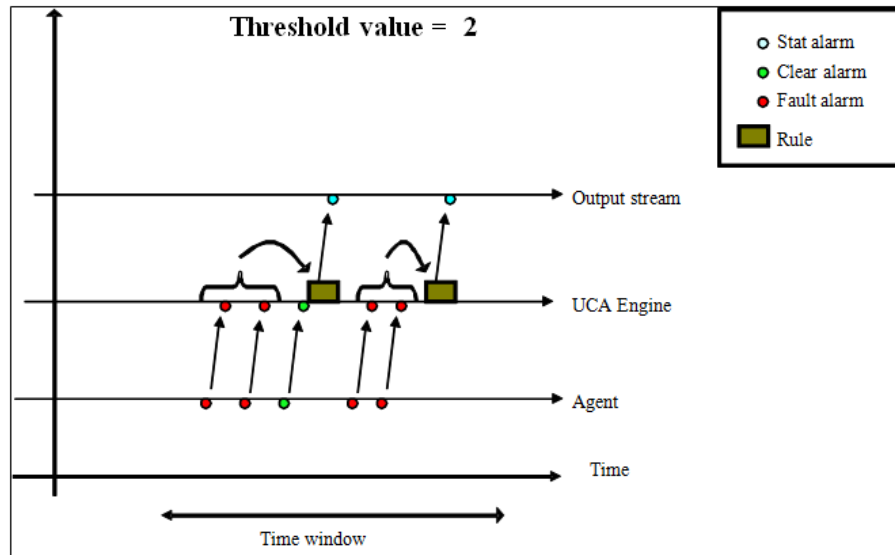 Threshold value = 2
Stat alarm
Clear alarm
Fault alarm
Rule
Output stream
UCA Engine
Agent
Time
Time window